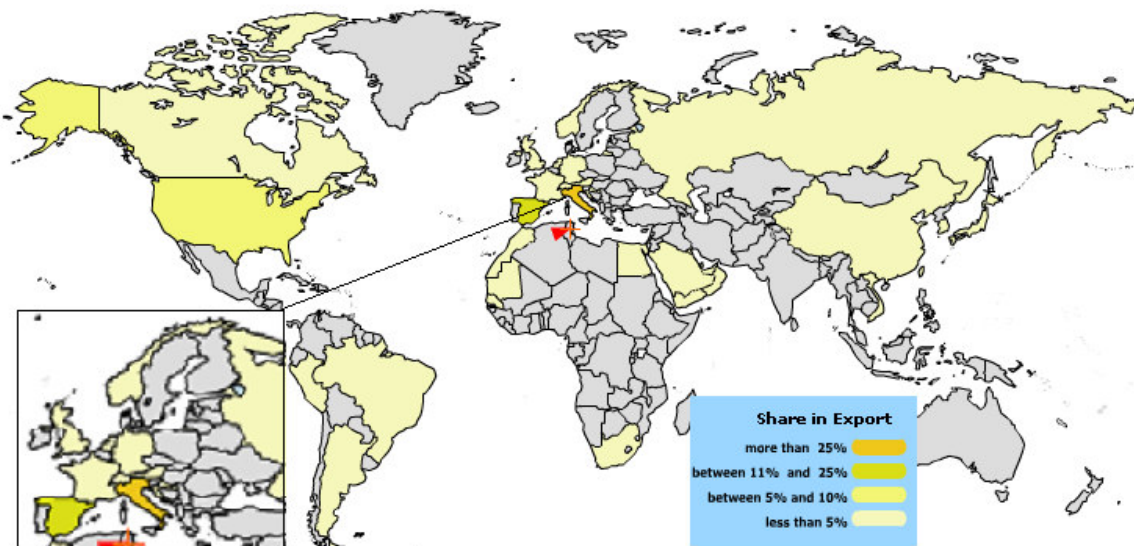 Share in Export
more than 25%
between 11% and 25%
between 5% and 10%
less than 5%